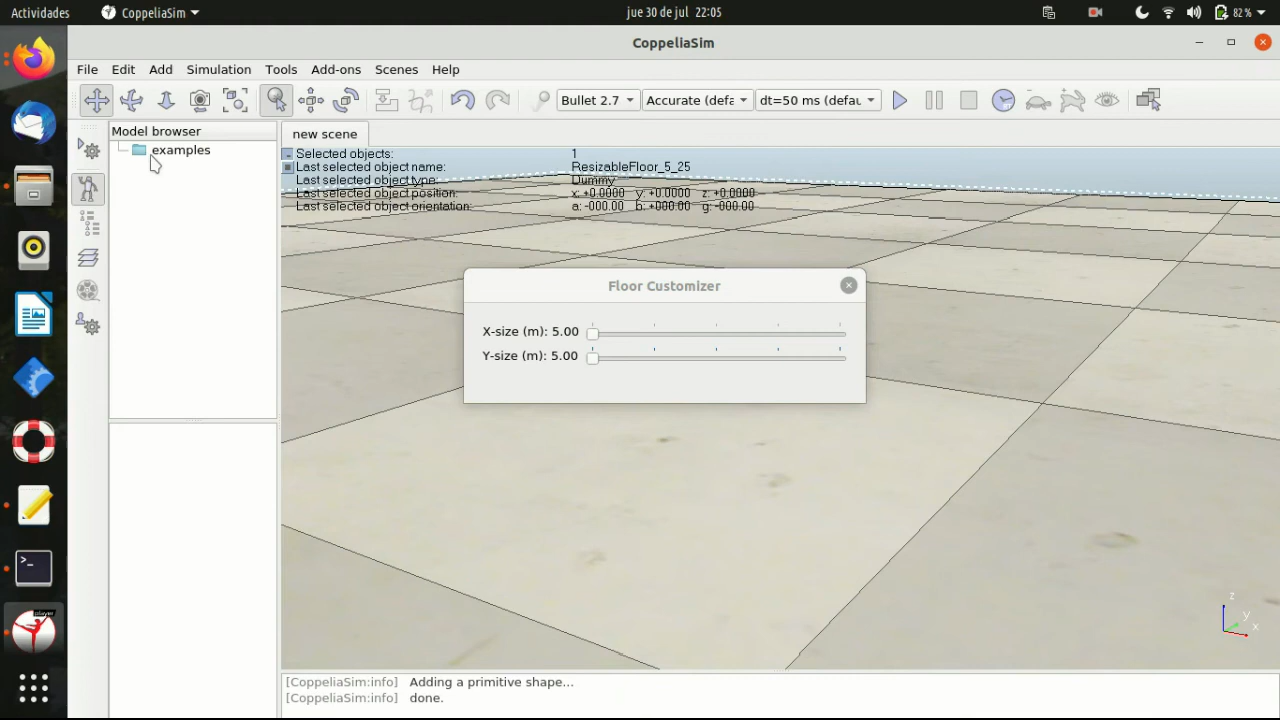 Actividades CoppeliaSim jue 30 de jul 22:05 82 %
CoppeliaSim
File Edit Add Simulation Tools Add-ons Scenes Help
Bullet 2.7 Accurate (defa dt=50 ms (defau
Model browser
examples
new scene
Selected objects: 1
Last selected object name: ResizableFloor_5_25
Last selected object type: Dummy
Last selected object position: x: +0.0000 y: +0.0000 z: +0.0000
Last selected object orientation: a: -000.00 b: +000.00 g: -000.00
Floor Customizer
X-size (m): 5.00
Y-size (m): 5.00
player
z
y
x
[CoppeliaSim:info] Adding a primitive shape...
[CoppeliaSim:info] done.